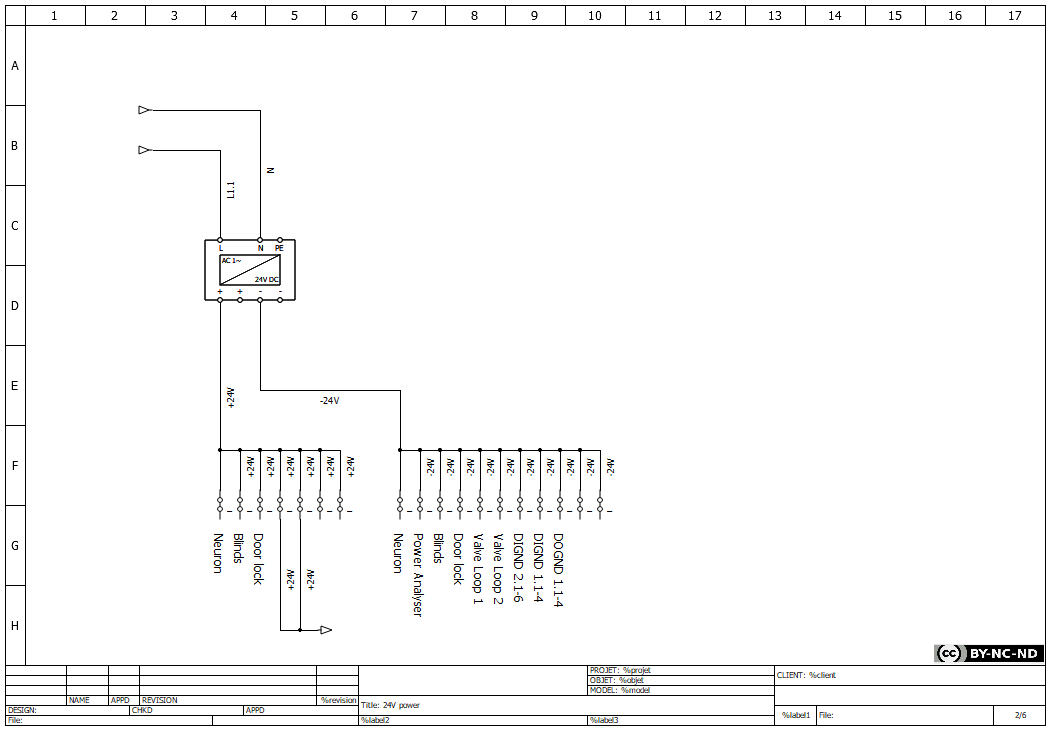 1 2 3 4 5 6 7 8 9 10 11 12 13 14 15 16 17
A
B
C
D
E
F
G
H
N
L1.1
L N PE
AC 1~
24V DC
+ + - -
+24V
-24V
+24V +24V +24V +24V +24V +24V
-24V -24V -24V -24V -24V -24V -24V -24V -24V -24V
Neuron
Blinds
Door lock
Neuron
Power Analyser
Blinds
Door lock
Valve Loop 1
Valve Loop 2
DIGND 2.1-6
DIGND 1.1-4
DOGND 1.1-4
+24V +24V
cc BY-NC-ND
PROJET: %projet
OBJET: %objet
MODEL: %model
CLIENT: %client
NAME APPD REVISION %revision
DESIGN: CHKD APPD
File:
Title: 24V power
%label2 %label3
%label1 File: 2/6